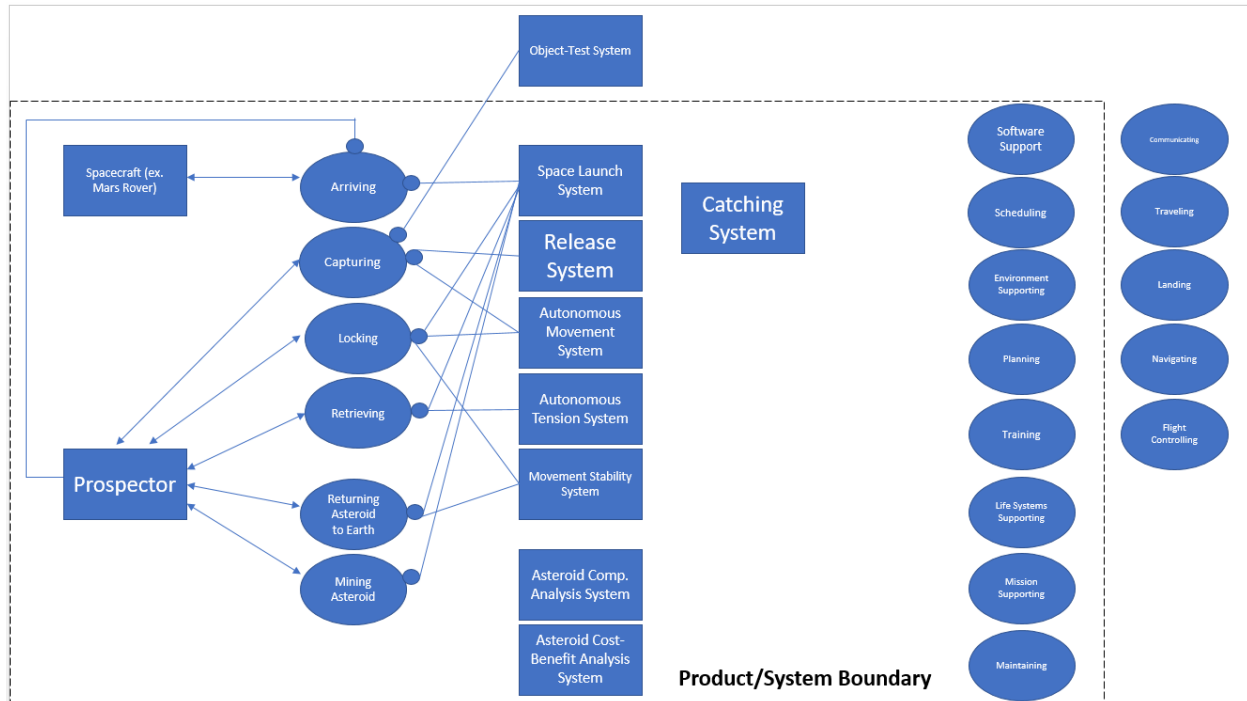 Object-Test System
Spacecraft (ex.
Mars Rover)
Arriving
Space Launch
System
Catching
System
Software
Support
Communicating
Capturing
Release
System
Scheduling
Traveling
Locking
Autonomous
Movement
System
Environment
Supporting
Landing
Retrieving
Autonomous
Tension System
Planning
Navigating
Prospector
Movement Stability
System
Training
Flight
Controlling
Returning
Asteroid
to Earth
Life Systems
Supporting
Mining
Asteroid
Asteroid Comp.
Analysis System
Mission
Supporting
Asteroid Cost-
Benefit Analysis
System
Product/System Boundary
Maintaining